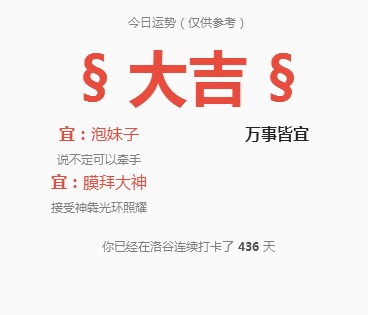 今日运势（仅供参考）
§ 大吉 §
宜：泡妹子
万事皆宜
说不定可以牵手
宜：膜拜大神
接受神犇光环照耀
你已经在洛谷连续打卡了 436 天